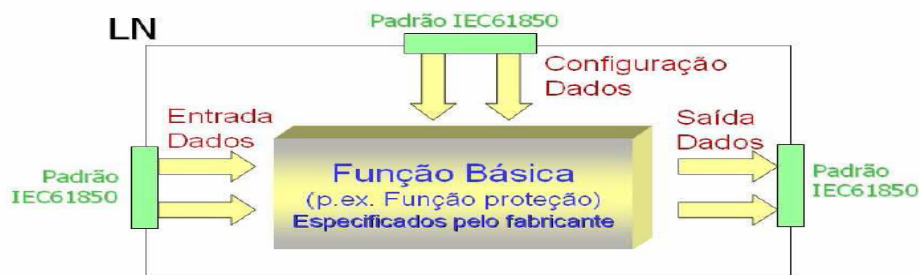 Padrão IEC61850
LN
Configuração
Dados
Entrada
Dados
Saída
Dados
Padrão
IEC61850
Função Básica
(p.ex. Função proteção)
Especificados pelo fabricante
Padrão
IEC61850